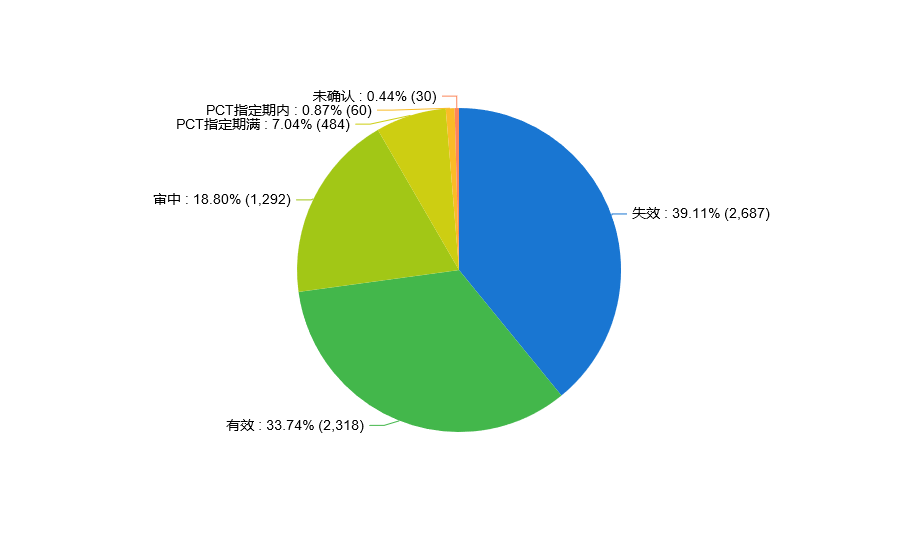 未确认 : 0.44% (30)
PCT指定期内 : 0.87% (60)
PCT指定期满 : 7.04% (484)
审中 : 18.80% (1,292)
失效 : 39.11% (2,687)
有效 : 33.74% (2,318)